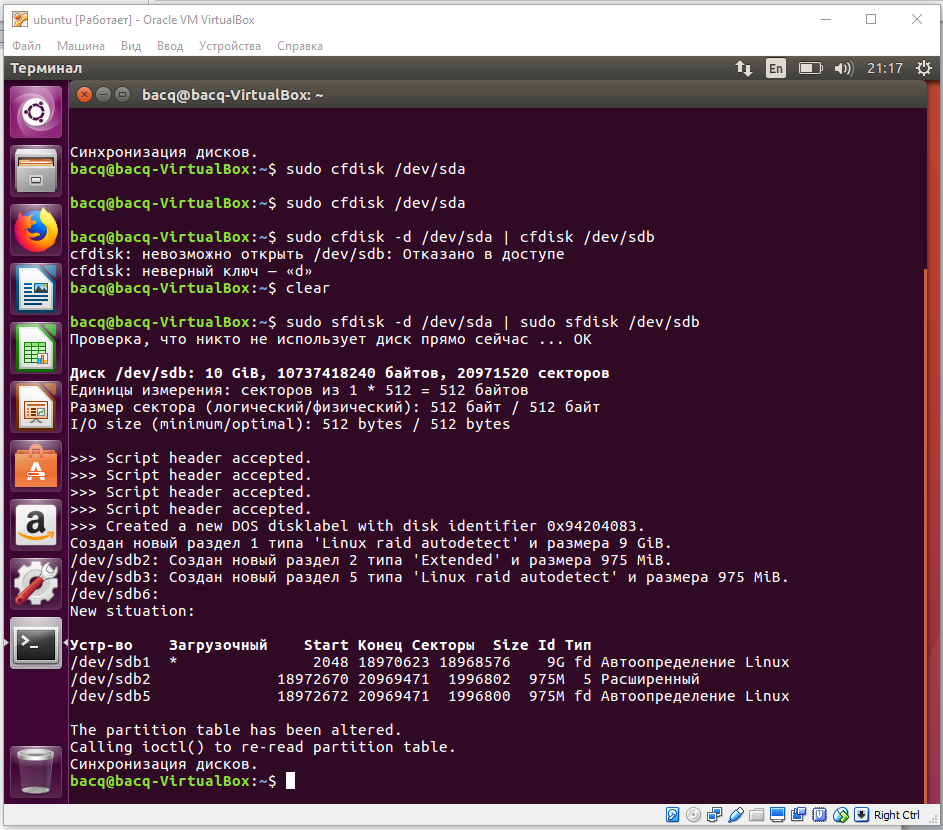 ubuntu [Работает] - Oracle VM VirtualBox
Файл Машина Вид Ввод Устройства Справка
Терминал En 21:17
bacq@bacq-VirtualBox: ~
Синхронизация дисков.
bacq@bacq-VirtualBox:~$ sudo cfdisk /dev/sda
bacq@bacq-VirtualBox:~$ sudo cfdisk /dev/sda
bacq@bacq-VirtualBox:~$ sudo cfdisk -d /dev/sda | cfdisk /dev/sdb
cfdisk: невозможно открыть /dev/sdb: Отказано в доступе
cfdisk: неверный ключ — «d»
bacq@bacq-VirtualBox:~$ clear
bacq@bacq-VirtualBox:~$ sudo sfdisk -d /dev/sda | sudo sfdisk /dev/sdb
Проверка, что никто не использует диск прямо сейчас ... OK
Диск /dev/sdb: 10 GiB, 10737418240 байтов, 20971520 секторов
Единицы измерения: секторов из 1 * 512 = 512 байтов
Размер сектора (логический/физический): 512 байт / 512 байт
I/O size (minimum/optimal): 512 bytes / 512 bytes
>>> Script header accepted.
>>> Script header accepted.
>>> Script header accepted.
>>> Script header accepted.
>>> Created a new DOS disklabel with disk identifier 0x94204083.
Создан новый раздел 1 типа 'Linux raid autodetect' и размера 9 GiB.
/dev/sdb2: Создан новый раздел 2 типа 'Extended' и размера 975 MiB.
/dev/sdb3: Создан новый раздел 5 типа 'Linux raid autodetect' и размера 975 MiB.
/dev/sdb6:
New situation:
Устр-во Загрузочный Start Конец Секторы Size Id Тип
/dev/sdb1 * 2048 18970623 18968576 9G fd Автоопределение Linux
/dev/sdb2 18972670 20969471 1996802 975M 5 Расширенный
/dev/sdb5 18972672 20969471 1996800 975M fd Автоопределение Linux
The partition table has been altered.
Calling ioctl() to re-read partition table.
Синхронизация дисков.
bacq@bacq-VirtualBox:~$
Right Ctrl